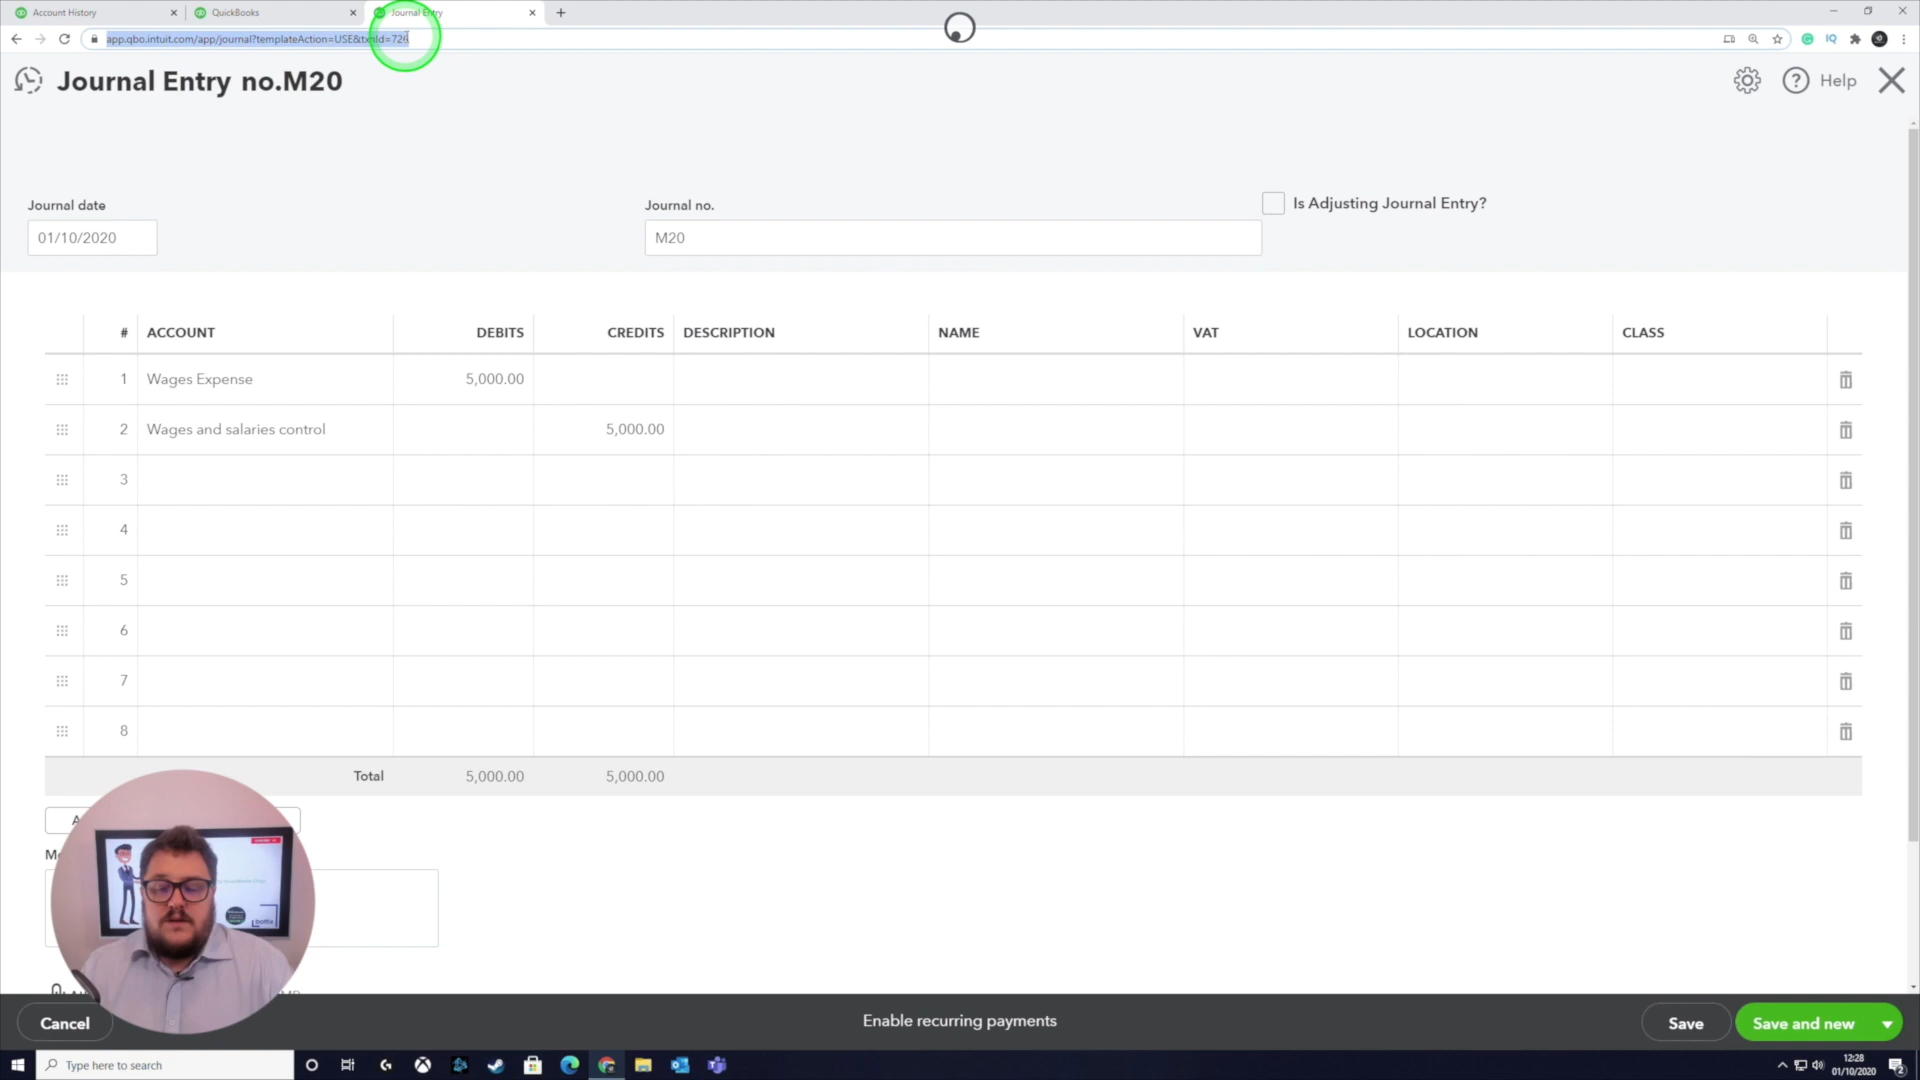 Account History
QuickBooks
Journal Entry
app.qbo.intuit.com/app/journal?templateAction=USE&txnId=726
Journal Entry no.M20
Help
Journal date
Journal no.
Is Adjusting Journal Entry?
01/10/2020
M20
# ACCOUNT DEBITS CREDITS DESCRIPTION NAME VAT LOCATION CLASS
1 Wages Expense 5,000.00
2 Wages and salaries control 5,000.00
3
4
5
6
7
8
Total 5,000.00 5,000.00
Cancel
Enable recurring payments
Save
Save and new
Type here to search
12:28
01/10/2020